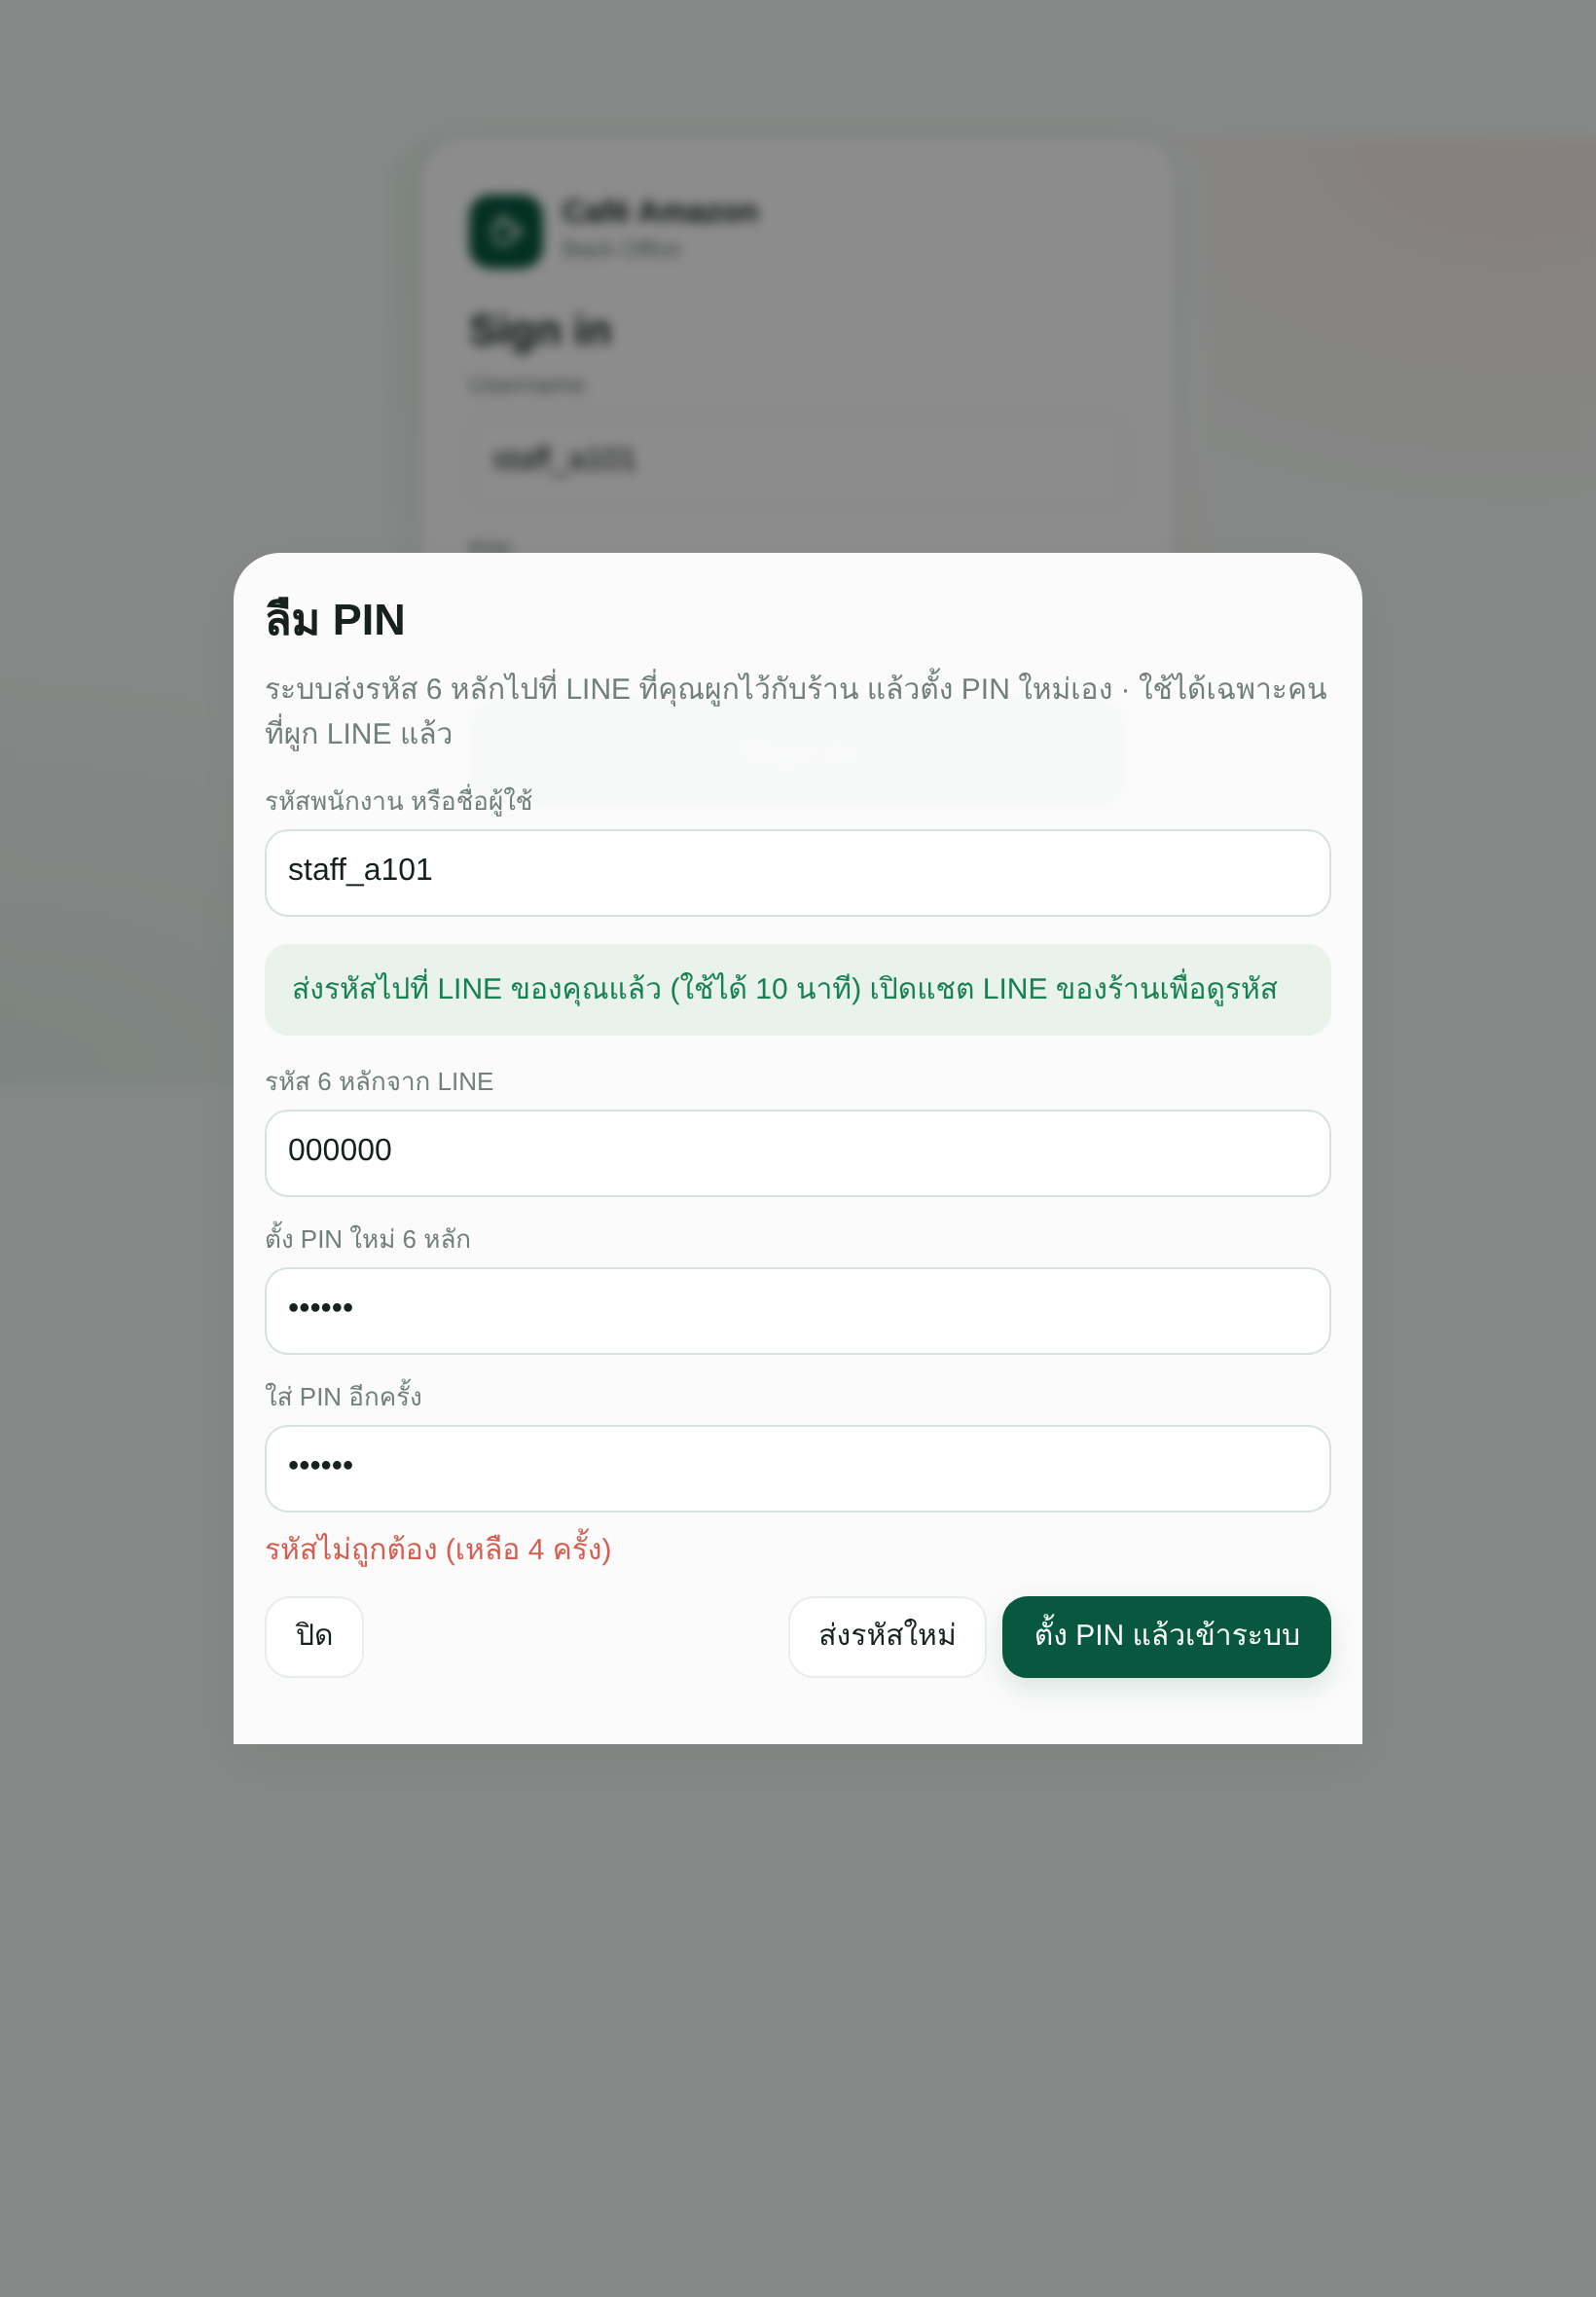 Café Amazon
Back Office
Sign in
Username
staff_a101
ลืม PIN
ระบบส่งรหัส 6 หลักไปที่ LINE ที่คุณผูกไว้กับร้าน แล้วตั้ง PIN ใหม่เอง · ใช้ได้เฉพาะคน
ที่ผูก LINE แล้ว
รหัสพนักงาน หรือชื่อผู้ใช้
staff_a101
ส่งรหัสไปที่ LINE ของคุณแล้ว (ใช้ได้ 10 นาที) เปิดแชต LINE ของร้านเพื่อดูรหัส
รหัส 6 หลักจาก LINE
000000
ตั้ง PIN ใหม่ 6 หลัก
••••••
ใส่ PIN อีกครั้ง
••••••
รหัสไม่ถูกต้อง (เหลือ 4 ครั้ง)
ปิด
ส่งรหัสใหม่
ตั้ง PIN แล้วเข้าระบบ